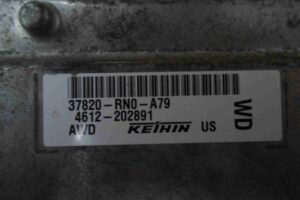 37820-RN0-A79
4612-202891
AWD KEIHIN US
WD